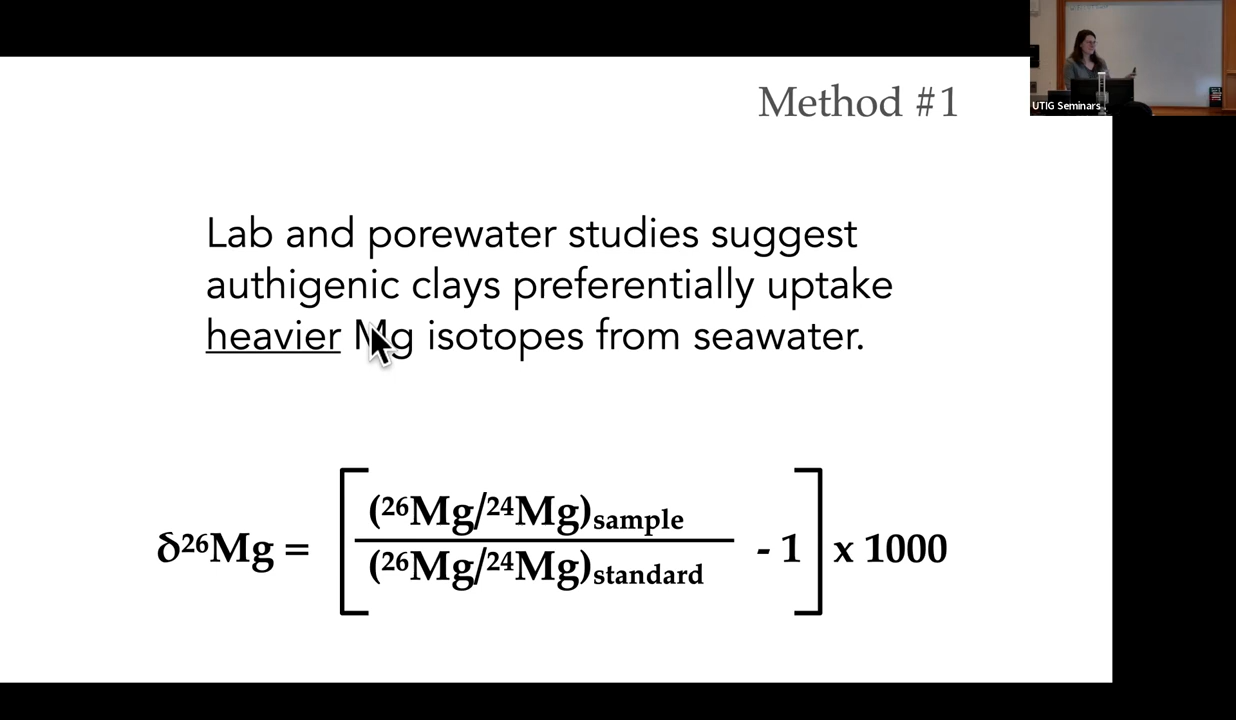 Method #1
UTIG Seminars
Lab and porewater studies suggest
authigenic clays preferentially uptake
heavier Mg isotopes from seawater.
δ²⁶Mg = [ (²⁶Mg/²⁴Mg)sample / (²⁶Mg/²⁴Mg)standard - 1 ] x 1000